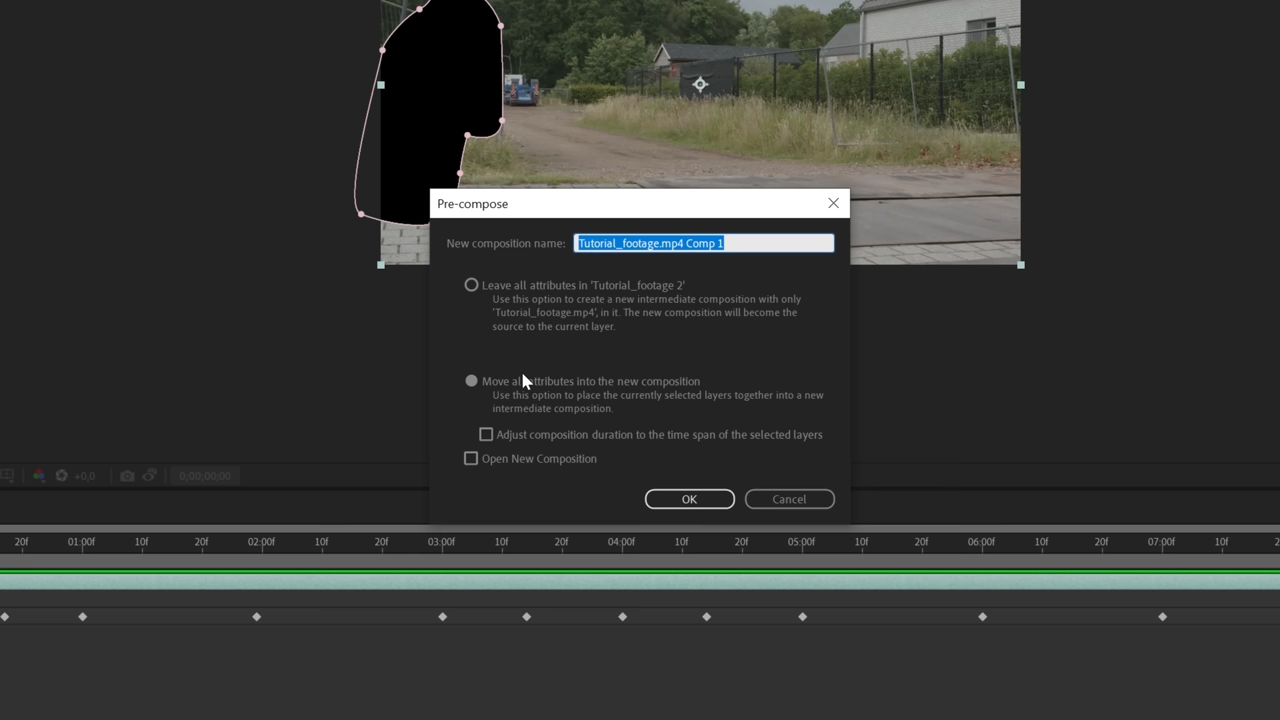 Pre-compose
New composition name: Tutorial_footage.mp4 Comp 1
Leave all attributes in 'Tutorial_footage 2'
Use this option to create a new intermediate composition with only
'Tutorial_footage.mp4', in it. The new composition will become the
source to the current layer.
Move all attributes into the new composition
Use this option to place the currently selected layers together into a new
intermediate composition.
Adjust composition duration to the time span of the selected layers
Open New Composition
OK Cancel
+0,0 0;00;00;00
20f 01:00f 10f 20f 02:00f 10f 20f 03:00f 10f 20f 04:00f 10f 20f 05:00f 10f 20f 06:00f 10f 20f 07:00f 10f 2